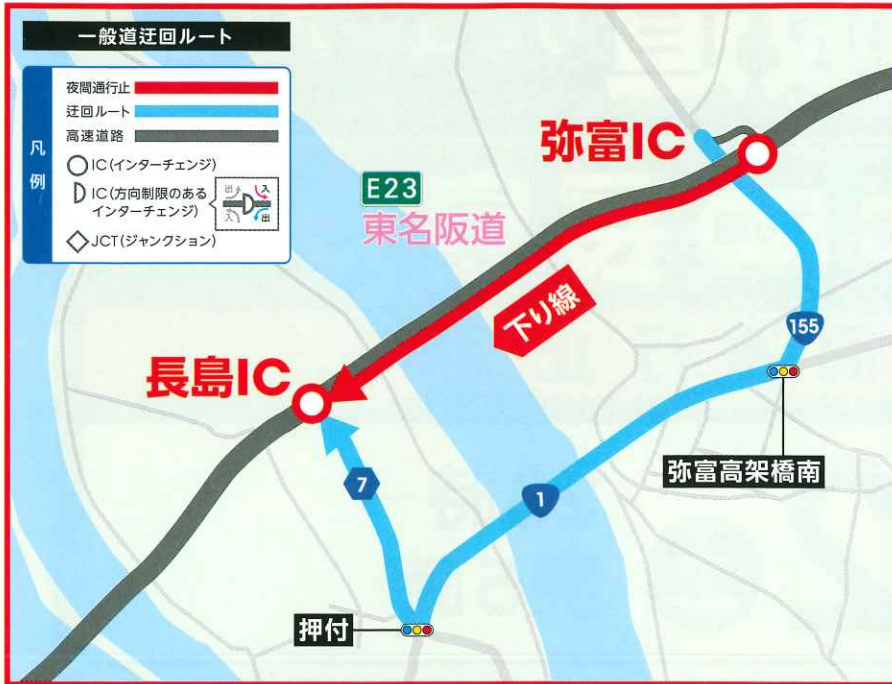 一般道迂回ルート
凡例
夜間通行止
迂回ルート
高速道路
IC(インターチェンジ)
IC(方向制限のある
インターチェンジ)
出
入
入
出
JCT(ジャンクション)
弥富IC
E23
東名阪道
下り線
155
長島IC
弥富高架橋南
7
1
押付